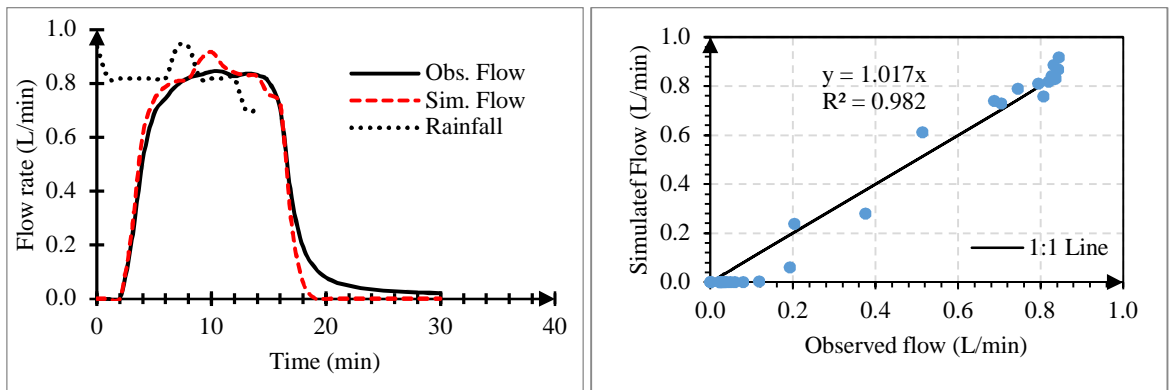 1.0
0.8
0.6
0.4
0.2
0.0
Flow rate (L/min)
Obs. Flow
Sim. Flow
Rainfall
0
10
20
30
40
Time (min)
1.0
0.8
0.6
0.4
0.2
0.0
Simulatef Flow (L/min)
y = 1.017x
R² = 0.982
1:1 Line
0.0
0.2
0.4
0.6
0.8
1.0
Observed flow (L/min)